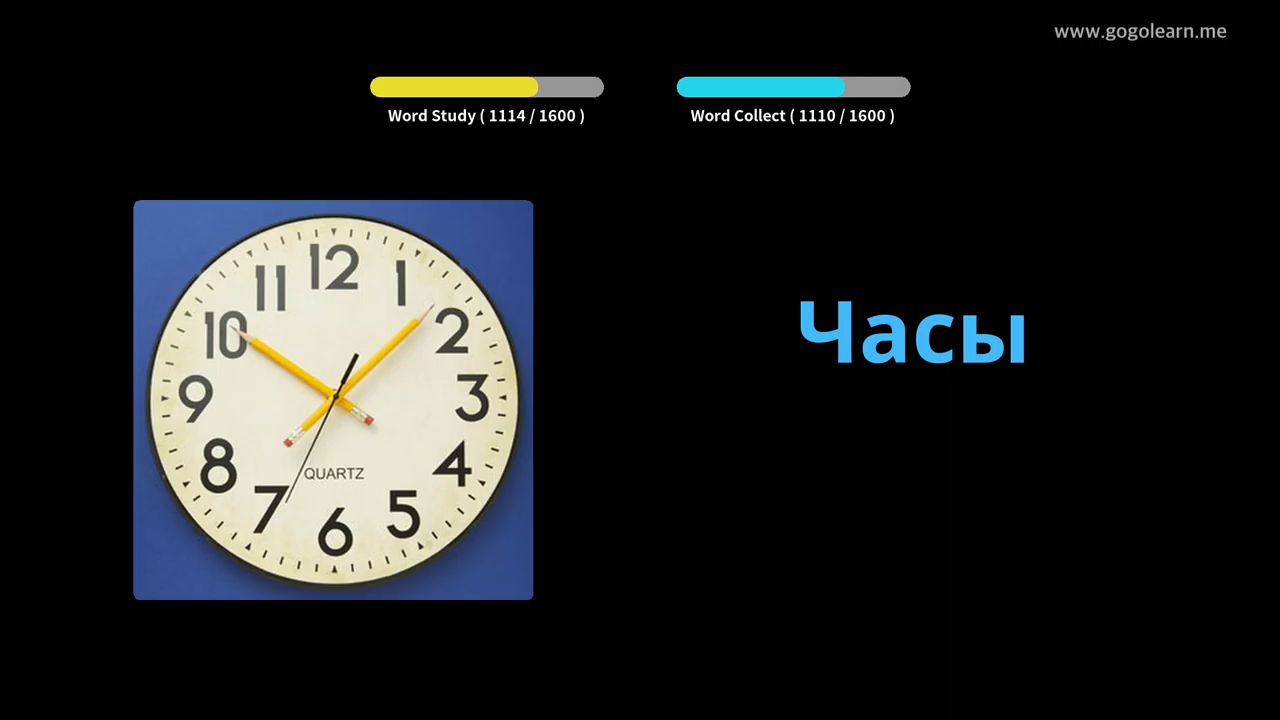 www.gogolearn.me
Word Study ( 1114 / 1600 )
Word Collect ( 1110 / 1600 )
12
11
1
10
2
9
3
8
4
7
5
6
QUARTZ
Часы